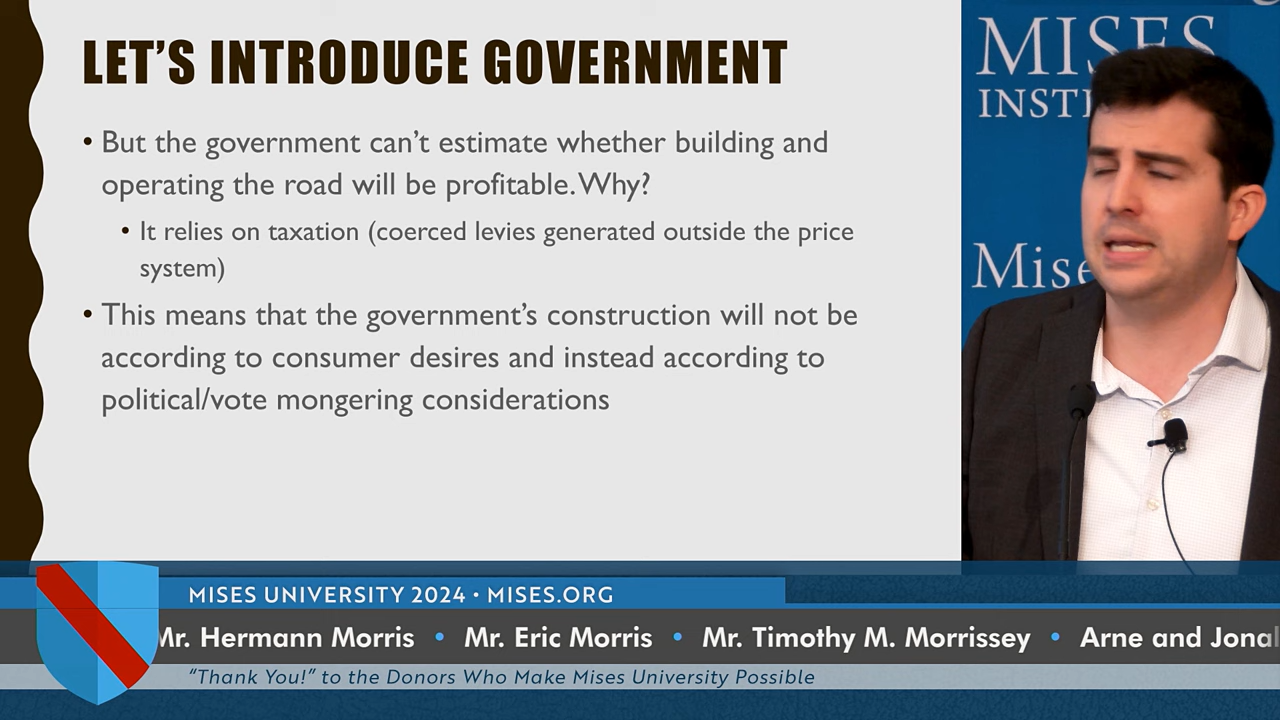 LET'S INTRODUCE GOVERNMENT
• But the government can't estimate whether building and
operating the road will be profitable. Why?
• It relies on taxation (coerced levies generated outside the price
system)
• This means that the government's construction will not be
according to consumer desires and instead according to
political/vote mongering considerations
MISES
INSTI
Mise
MISES UNIVERSITY 2024 • MISES.ORG
Mr. Hermann Morris • Mr. Eric Morris • Mr. Timothy M. Morrissey • Arne and Jona
"Thank You!" to the Donors Who Make Mises University Possible